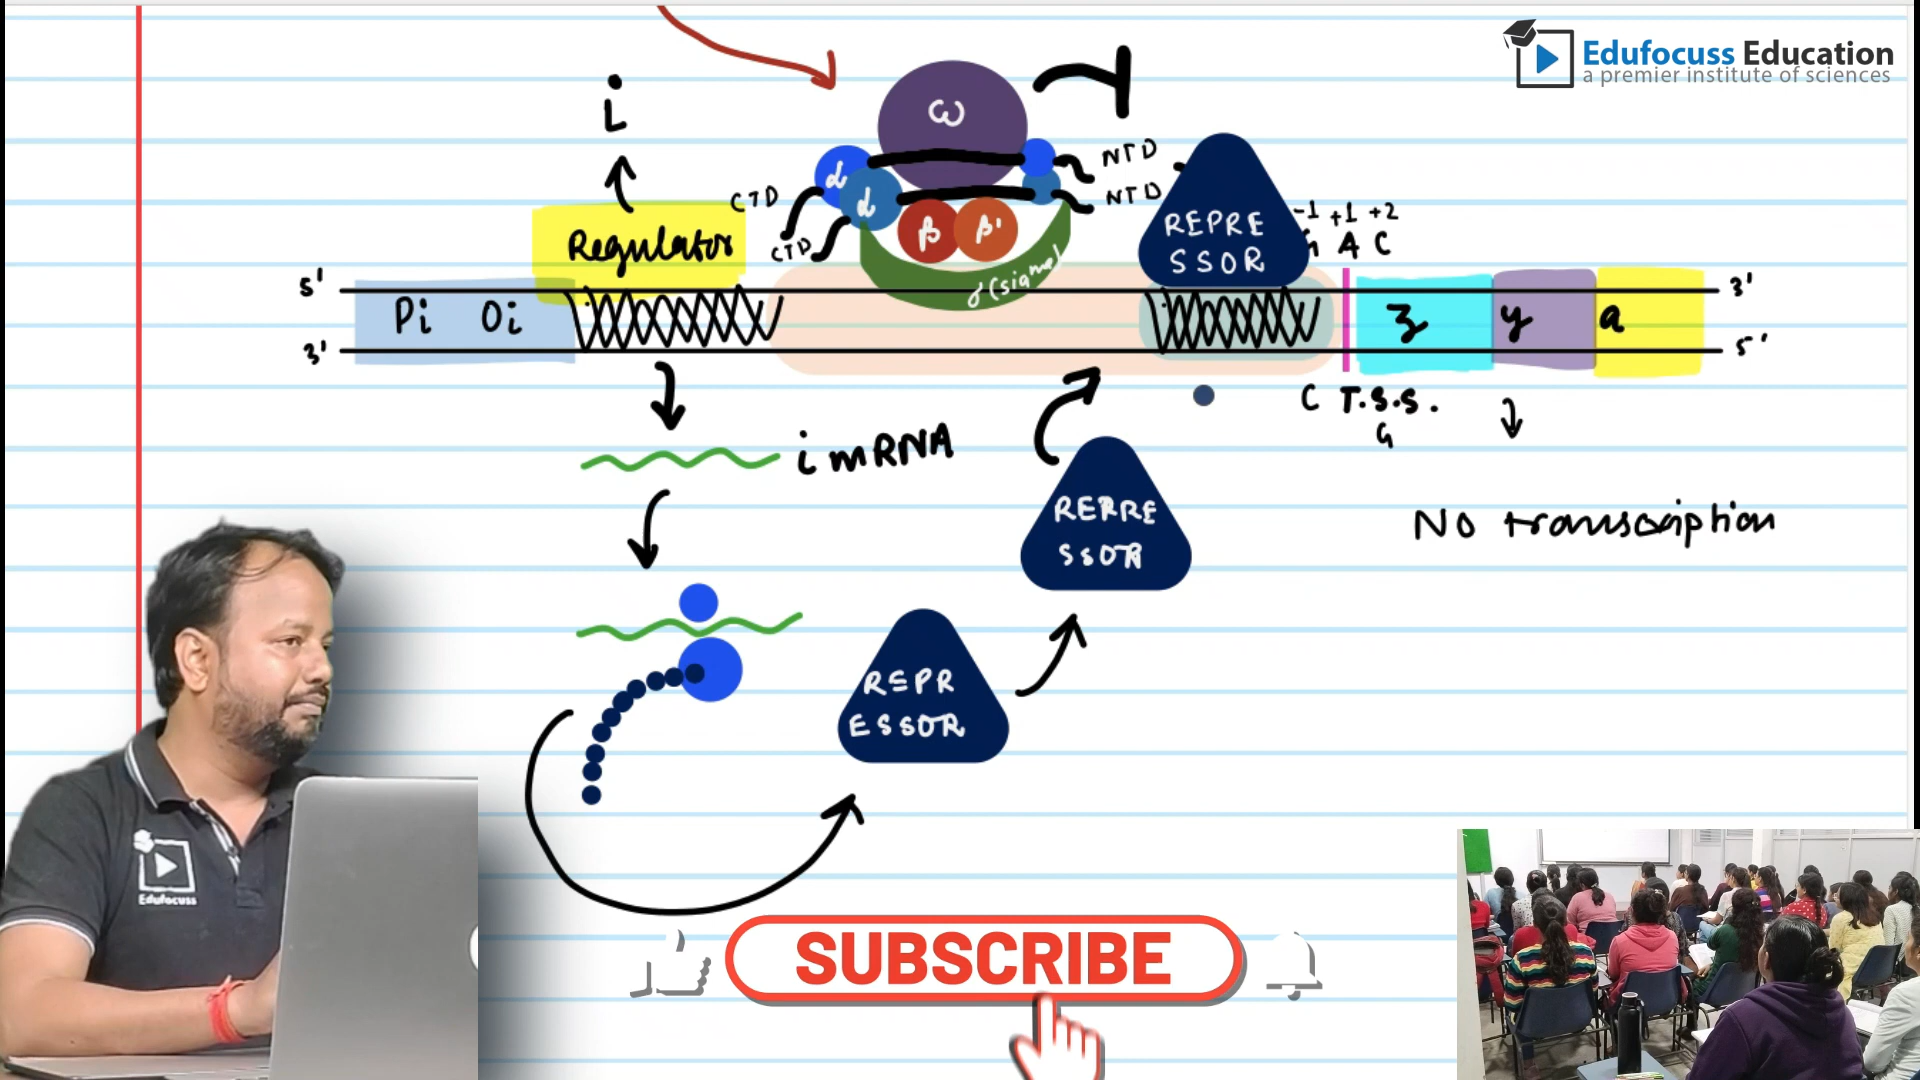 Edufocuss Education
a premier institute of sciences
i
ω
NTD
NTD
CTD
CTD
α
α
β β'
σ (sigma)
Regulator
REPRE
SSOR
-1 +1 +2
A C
5'
3'
Pi Oi
z y a
3'
5'
C T.S.S.
G
i mRNA
RERRE
SSOR
No transcription
REPR
ESSOR
Edufocuss
SUBSCRIBE